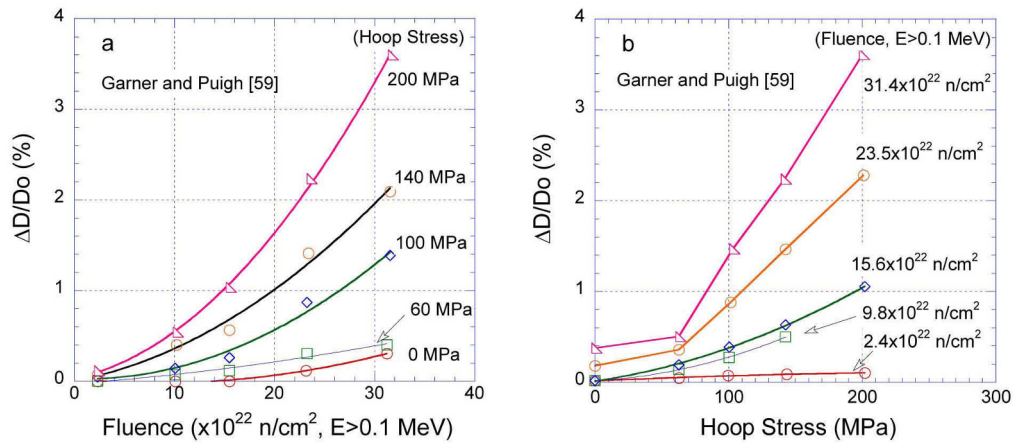 a
(Hoop Stress)
Garner and Puigh [59]
200 MPa
140 MPa
100 MPa
60 MPa
0 MPa
4
3
2
1
0
0 10 20 30 40
ΔD/Do (%)
Fluence (x10²² n/cm², E>0.1 MeV)
b
(Fluence, E>0.1 MeV)
Garner and Puigh [59]
31.4x10²² n/cm²
23.5x10²² n/cm²
15.6x10²² n/cm²
9.8x10²² n/cm²
2.4x10²² n/cm²
4
3
2
1
0
0 100 200 300
ΔD/Do (%)
Hoop Stress (MPa)